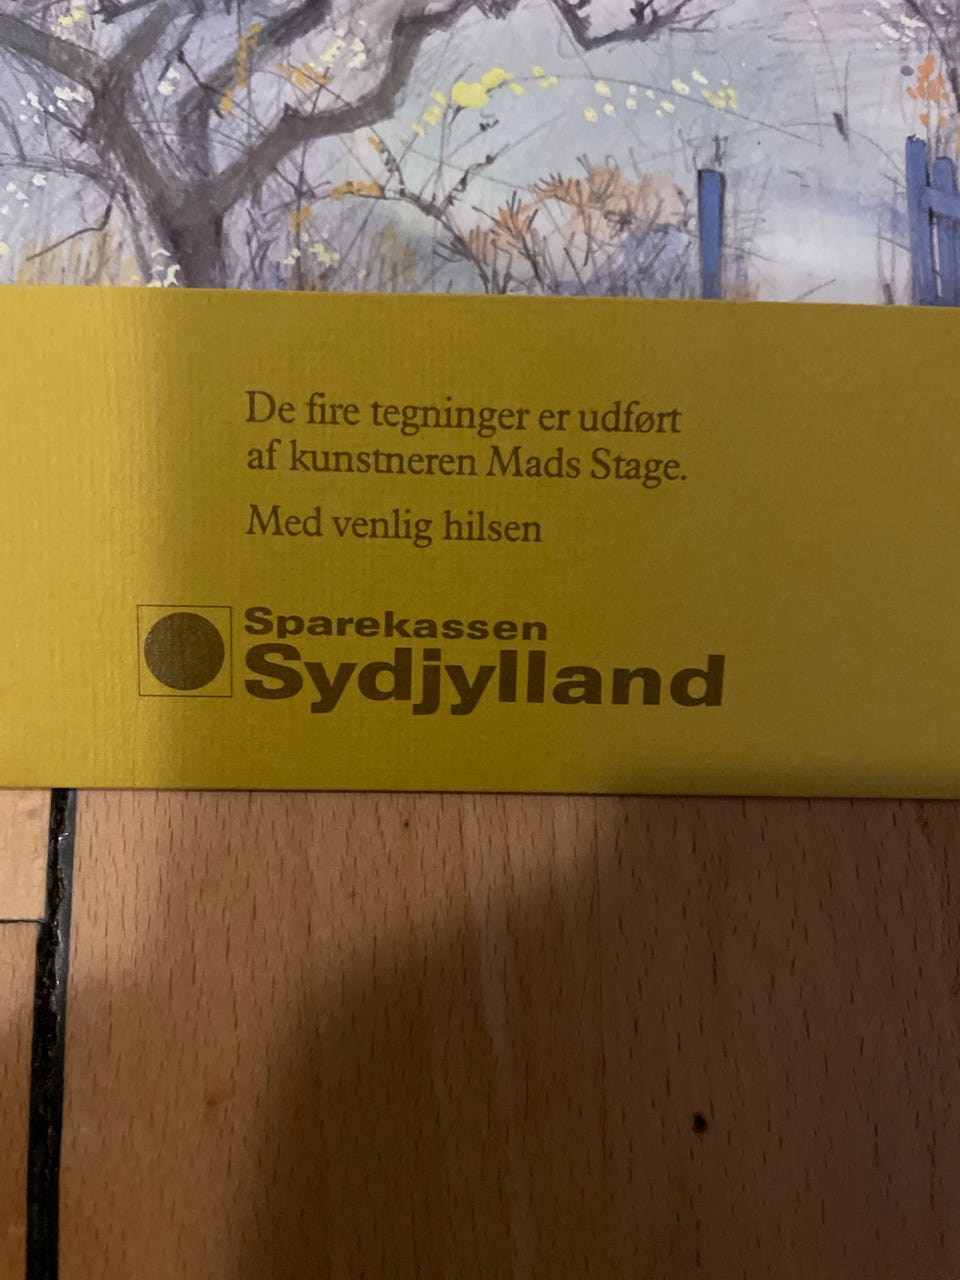 De fire tegninger er udført
af kunstneren Mads Stage.
Med venlig hilsen
Sparekassen
Sydjylland